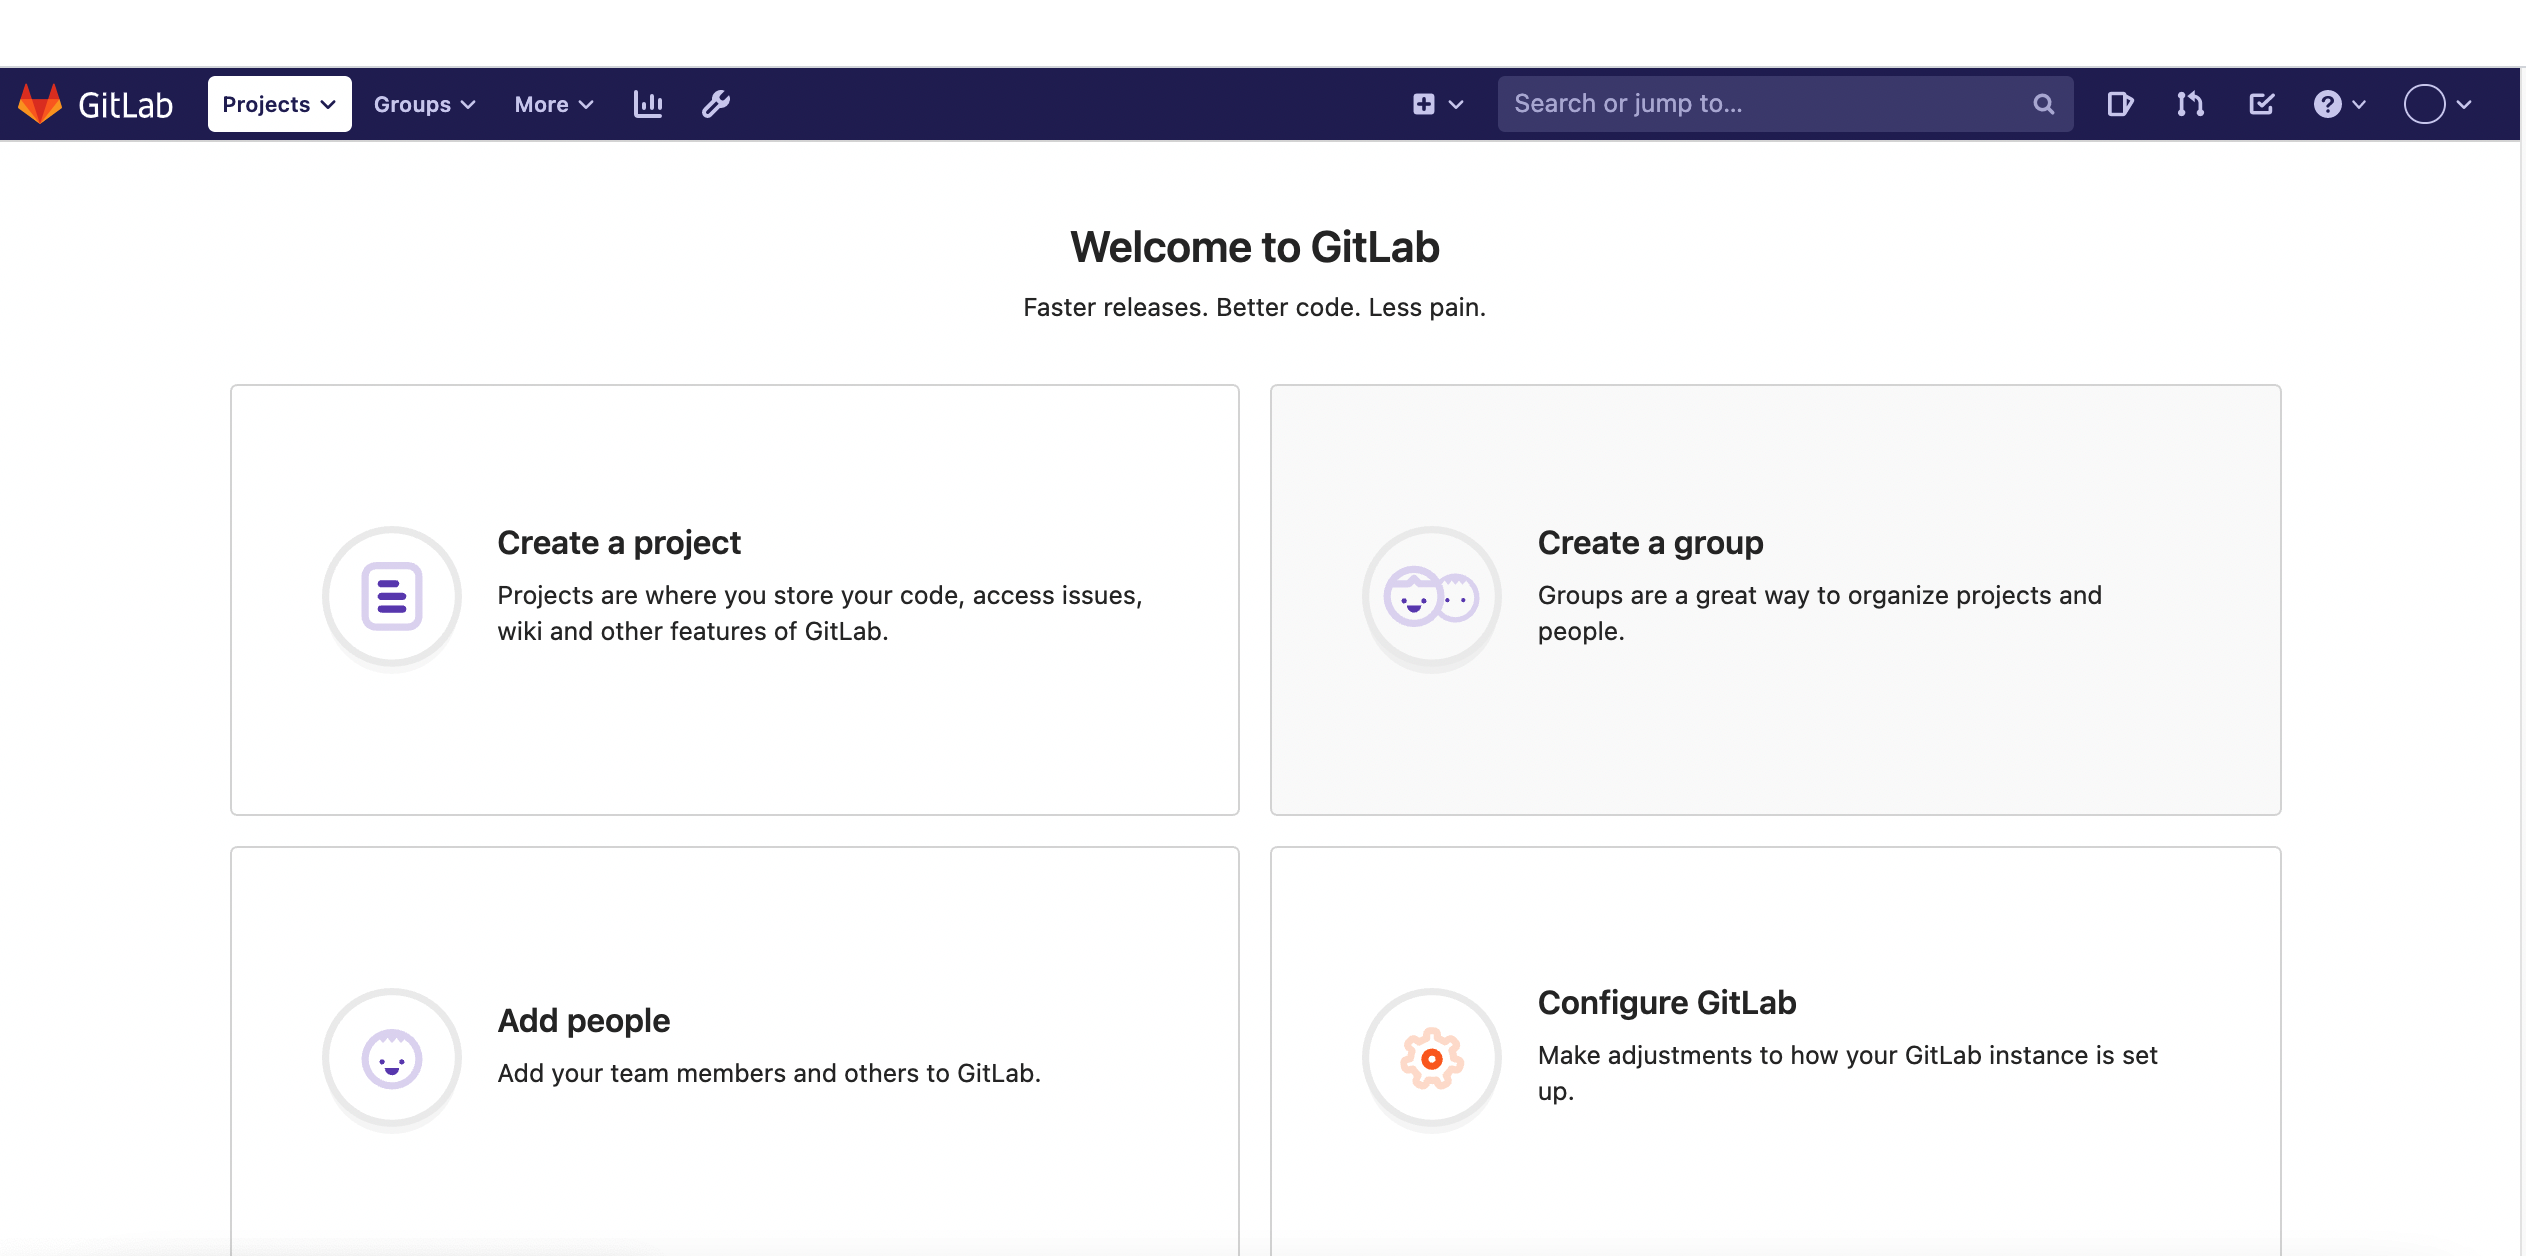 GitLab Projects Groups More Search or jump to...
Welcome to GitLab
Faster releases. Better code. Less pain.
Create a project
Projects are where you store your code, access issues,
wiki and other features of GitLab.
Create a group
Groups are a great way to organize projects and
people.
Add people
Add your team members and others to GitLab.
Configure GitLab
Make adjustments to how your GitLab instance is set
up.